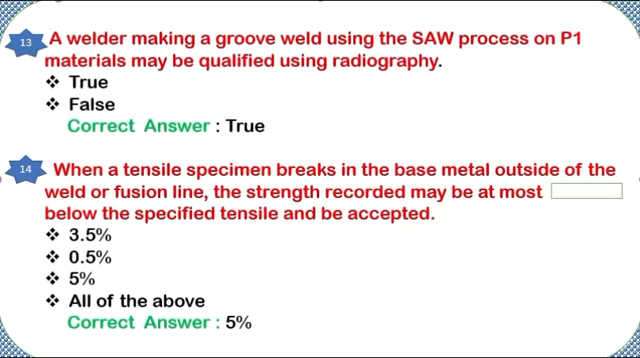 13 A welder making a groove weld using the SAW process on P1
materials may be qualified using radiography.
❖ True
❖ False
Correct Answer : True
14 When a tensile specimen breaks in the base metal outside of the
weld or fusion line, the strength recorded may be at most
below the specified tensile and be accepted.
❖ 3.5%
❖ 0.5%
❖ 5%
❖ All of the above
Correct Answer : 5%